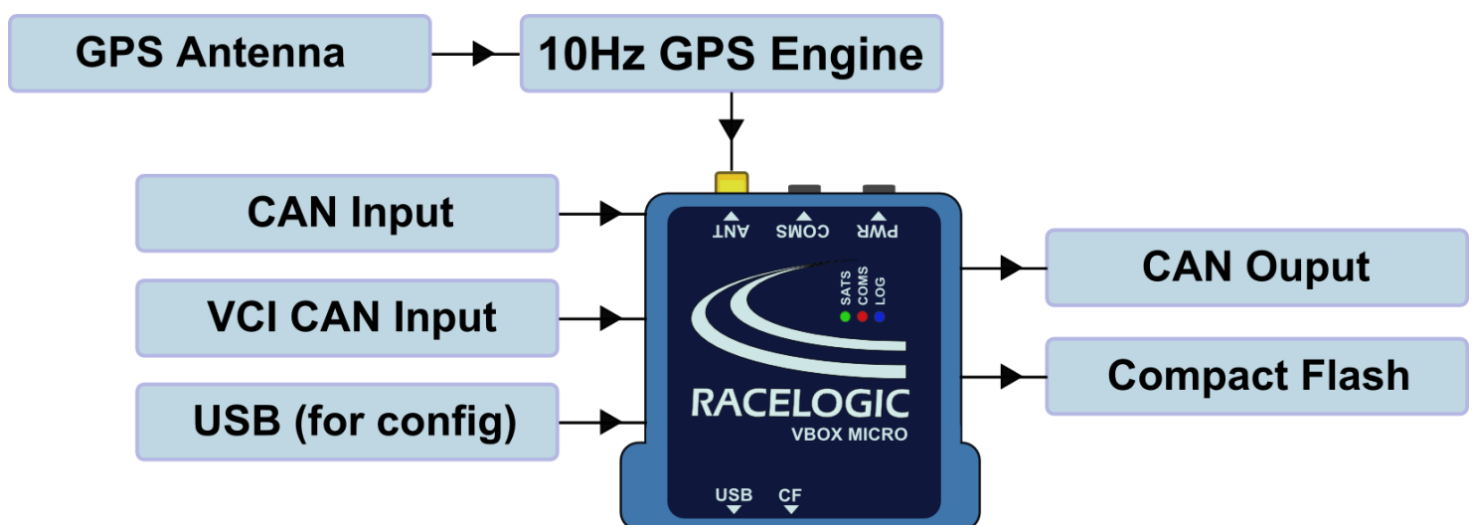 GPS Antenna
10Hz GPS Engine
CAN Input
VCI CAN Input
USB (for config)
ANT COMS PWR
SATS
COMS
LOG
RACELOGIC
VBOX MICRO
USB CF
CAN Ouput
Compact Flash